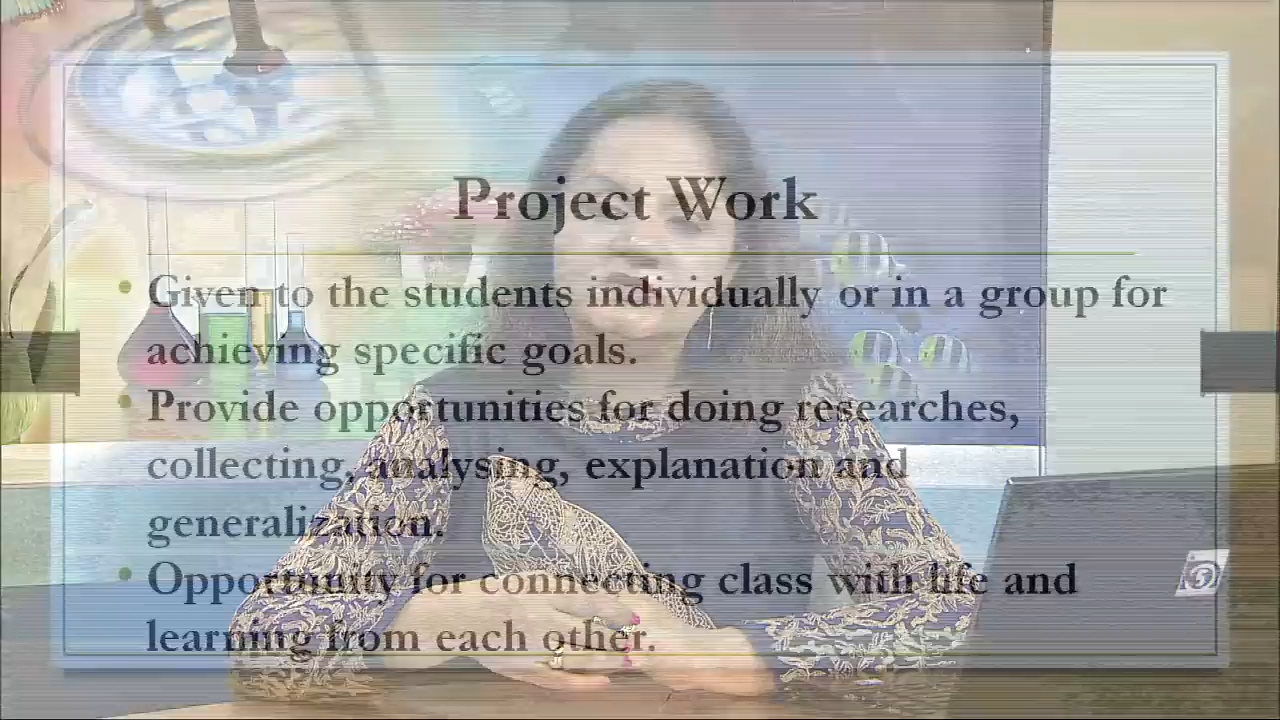 Project Work
• Given to the students individually or in a group for
achieving specific goals.
• Provide opportunities for doing researches,
collecting, analysing, explanation and
generalization.
• Opportunity for connecting class with life and
learning from each other.